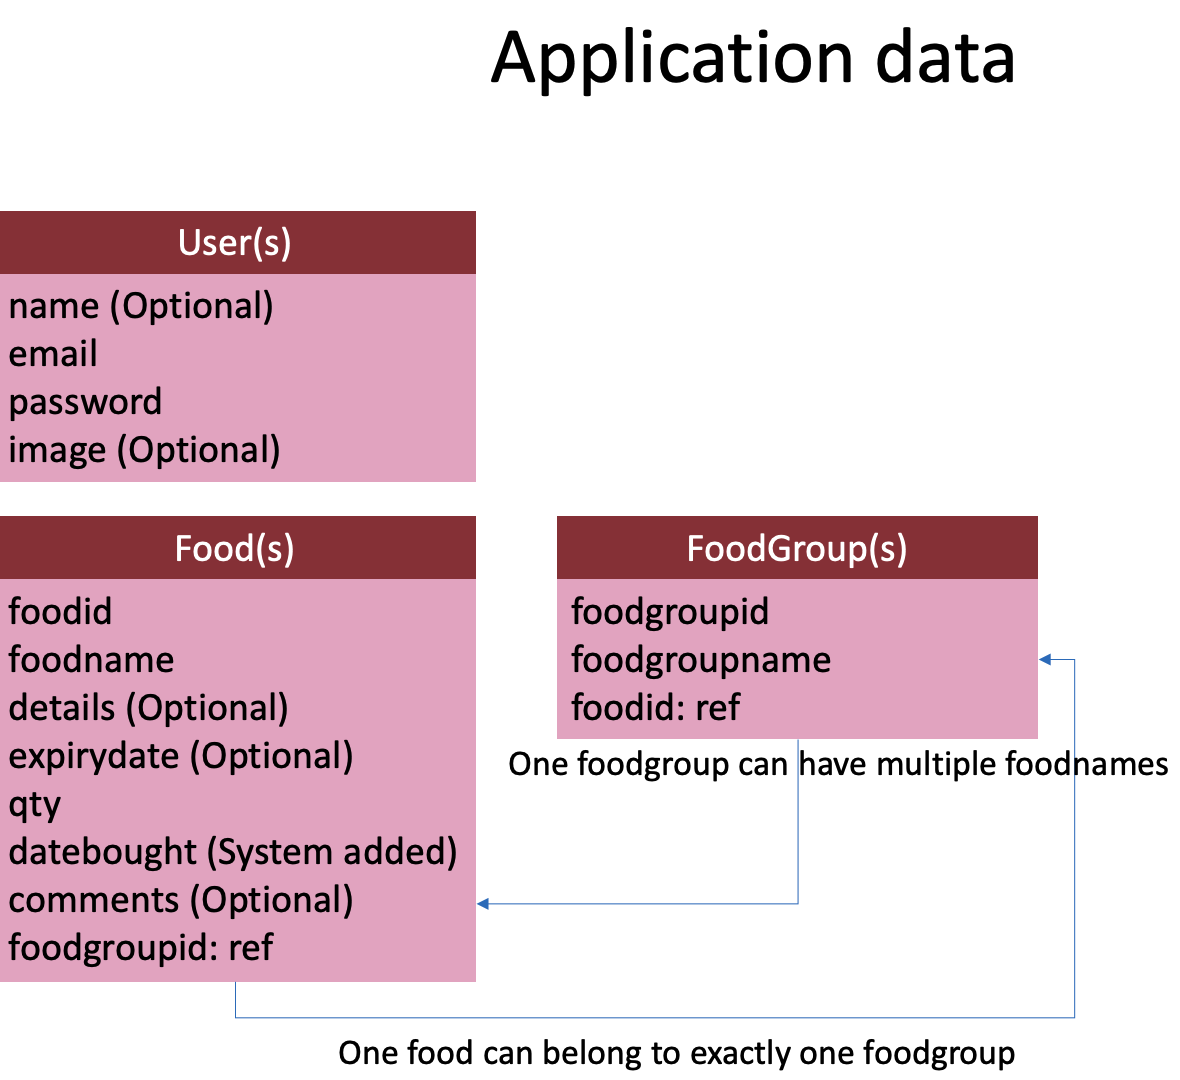 Application data
User(s)
name (Optional)
email
password
image (Optional)
Food(s)
foodid
foodname
details (Optional)
expirydate (Optional)
qty
datebought (System added)
comments (Optional)
foodgroupid: ref
FoodGroup(s)
foodgroupid
foodgroupname
foodid: ref
One foodgroup can have multiple foodnames
One food can belong to exactly one foodgroup